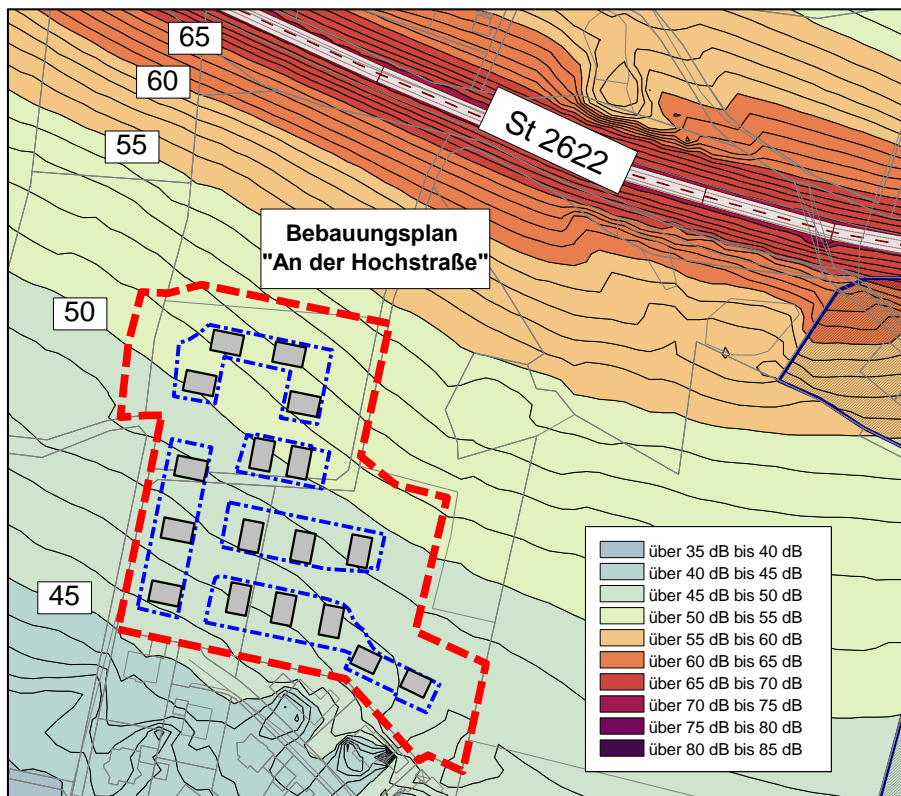 65
60
55
St 2622
Bebauungsplan
"An der Hochstraße"
50
45
über 35 dB bis 40 dB
über 40 dB bis 45 dB
über 45 dB bis 50 dB
über 50 dB bis 55 dB
über 55 dB bis 60 dB
über 60 dB bis 65 dB
über 65 dB bis 70 dB
über 70 dB bis 75 dB
über 75 dB bis 80 dB
über 80 dB bis 85 dB